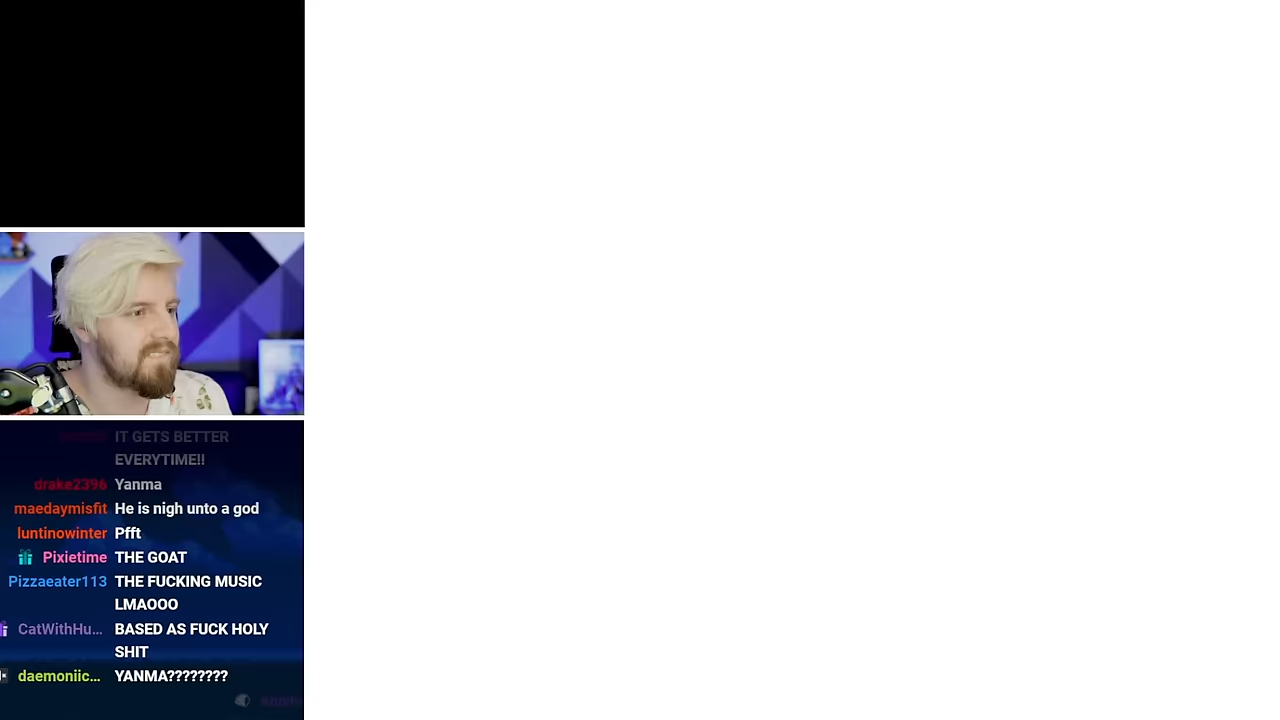 IT GETS BETTER
EVERYTIME!!
drake2396 Yanma
maedaymisfit He is nigh unto a god
luntinowinter Pfft
Pixietime THE GOAT
Pizzaeater113 THE FUCKING MUSIC
LMAOOO
CatWithHu... BASED AS FUCK HOLY
SHIT
daemoniic... YANMA????????